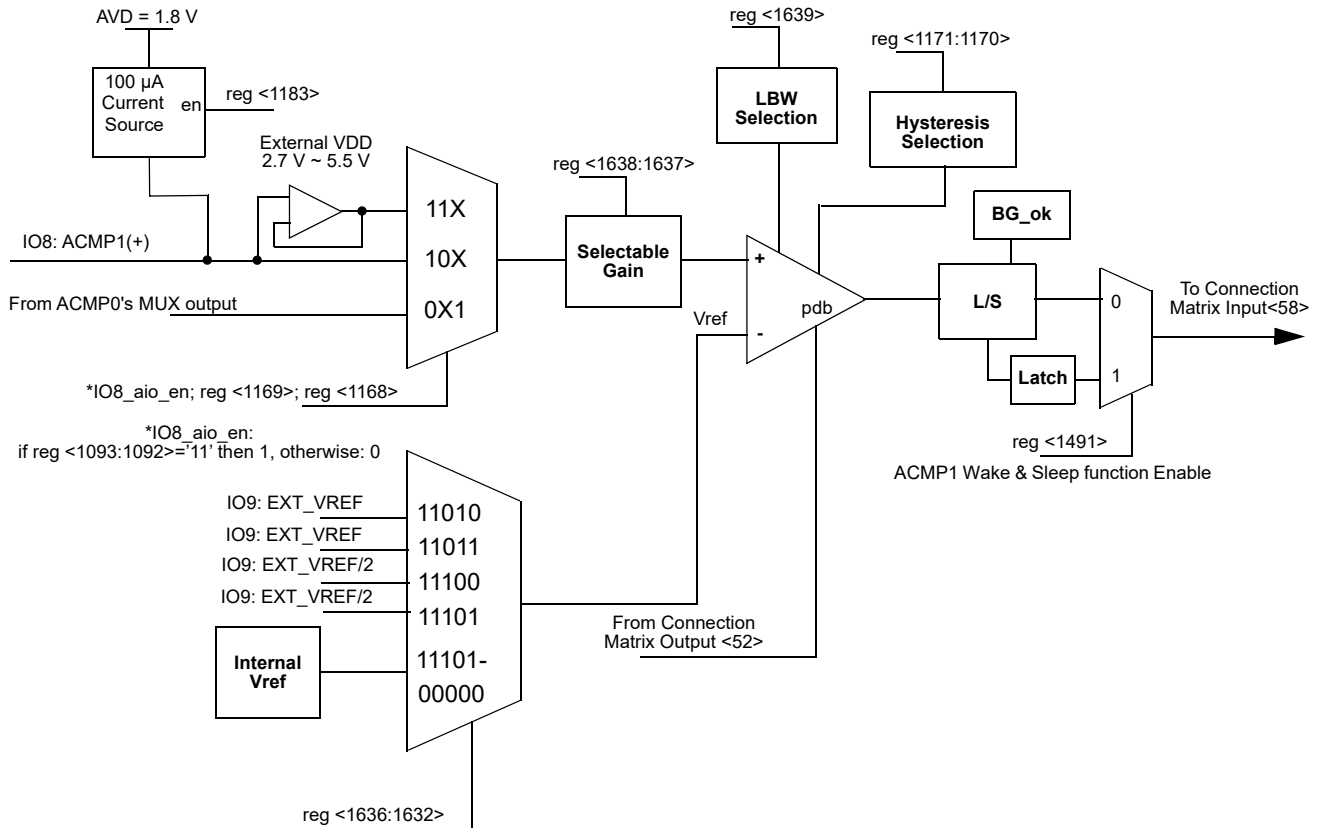 AVD = 1.8 V
100 µA
Current
Source
en
reg <1183>
External VDD
2.7 V ~ 5.5 V
IO8: ACMP1(+)
From ACMP0's MUX output
11X
10X
0X1
*IO8_aio_en; reg <1169>; reg <1168>
*IO8_aio_en:
if reg <1093:1092>='11' then 1, otherwise: 0
reg <1638:1637>
Selectable
Gain
reg <1639>
LBW
Selection
reg <1171:1170>
Hysteresis
Selection
+
-
pdb
Vref
BG_ok
L/S
Latch
0
1
To Connection
Matrix Input<58>
reg <1491>
ACMP1 Wake & Sleep function Enable
IO9: EXT_VREF
IO9: EXT_VREF
IO9: EXT_VREF/2
IO9: EXT_VREF/2
Internal
Vref
11010
11011
11100
11101
11101-
00000
From Connection
Matrix Output <52>
reg <1636:1632>